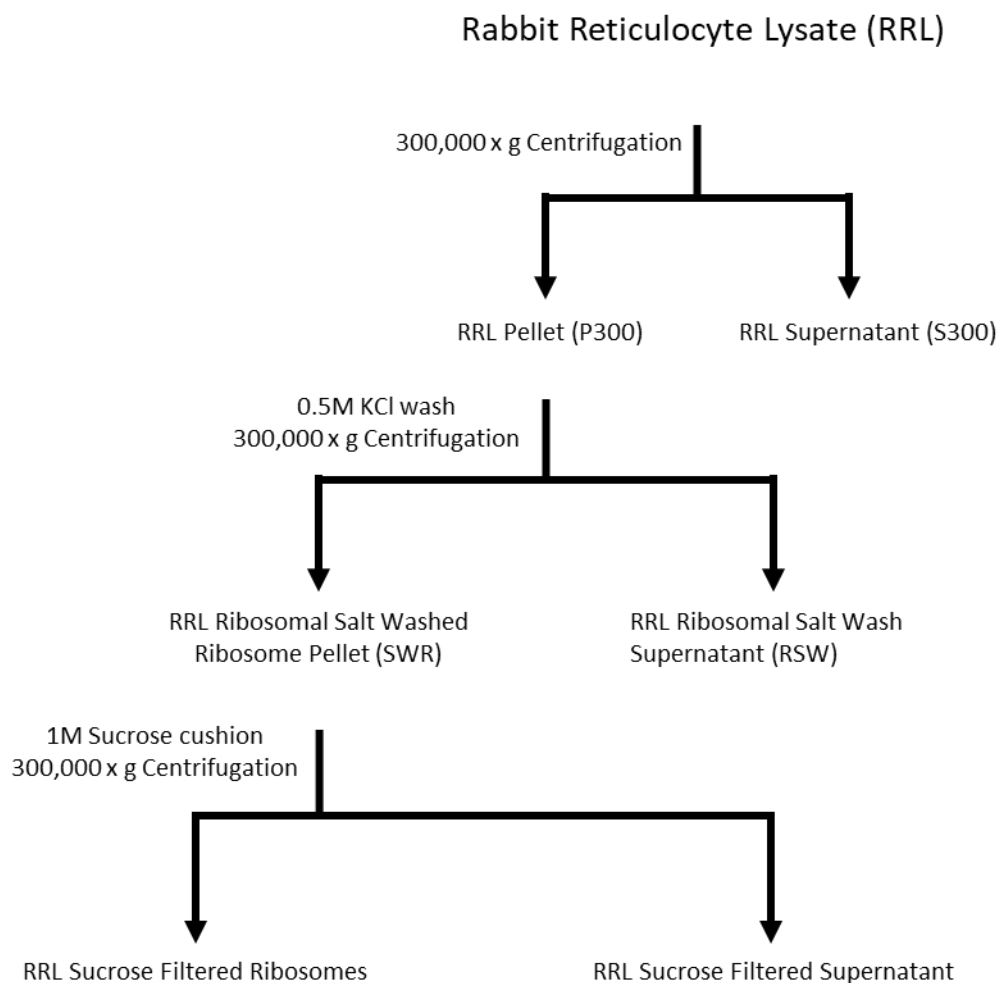 Rabbit Reticulocyte Lysate (RRL)
300,000 x g Centrifugation
RRL Pellet (P300)
RRL Supernatant (S300)
0.5M KCl wash
300,000 x g Centrifugation
RRL Ribosomal Salt Washed
Ribosome Pellet (SWR)
RRL Ribosomal Salt Wash
Supernatant (RSW)
1M Sucrose cushion
300,000 x g Centrifugation
RRL Sucrose Filtered Ribosomes
RRL Sucrose Filtered Supernatant